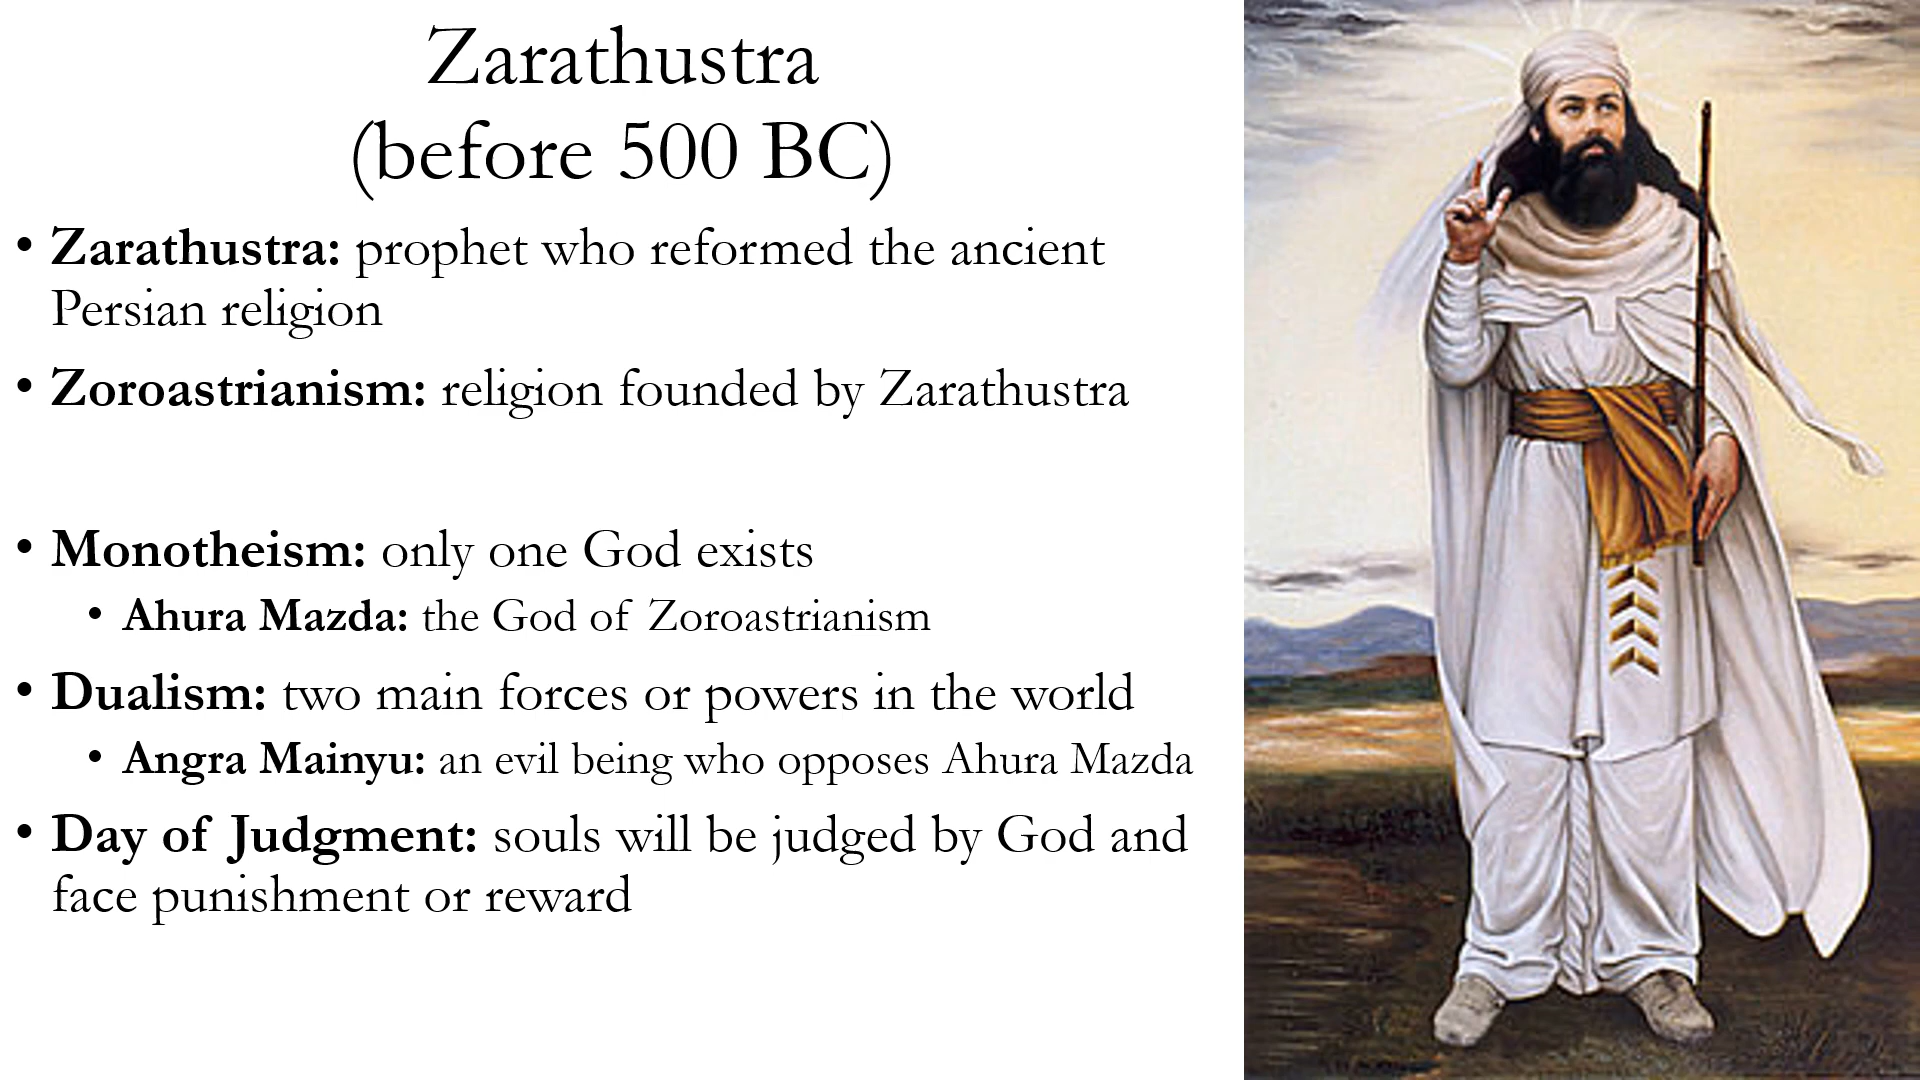 Zarathustra
(before 500 BC)
• Zarathustra: prophet who reformed the ancient
Persian religion
• Zoroastrianism: religion founded by Zarathustra
• Monotheism: only one God exists
• Ahura Mazda: the God of Zoroastrianism
• Dualism: two main forces or powers in the world
• Angra Mainyu: an evil being who opposes Ahura Mazda
• Day of Judgment: souls will be judged by God and
face punishment or reward